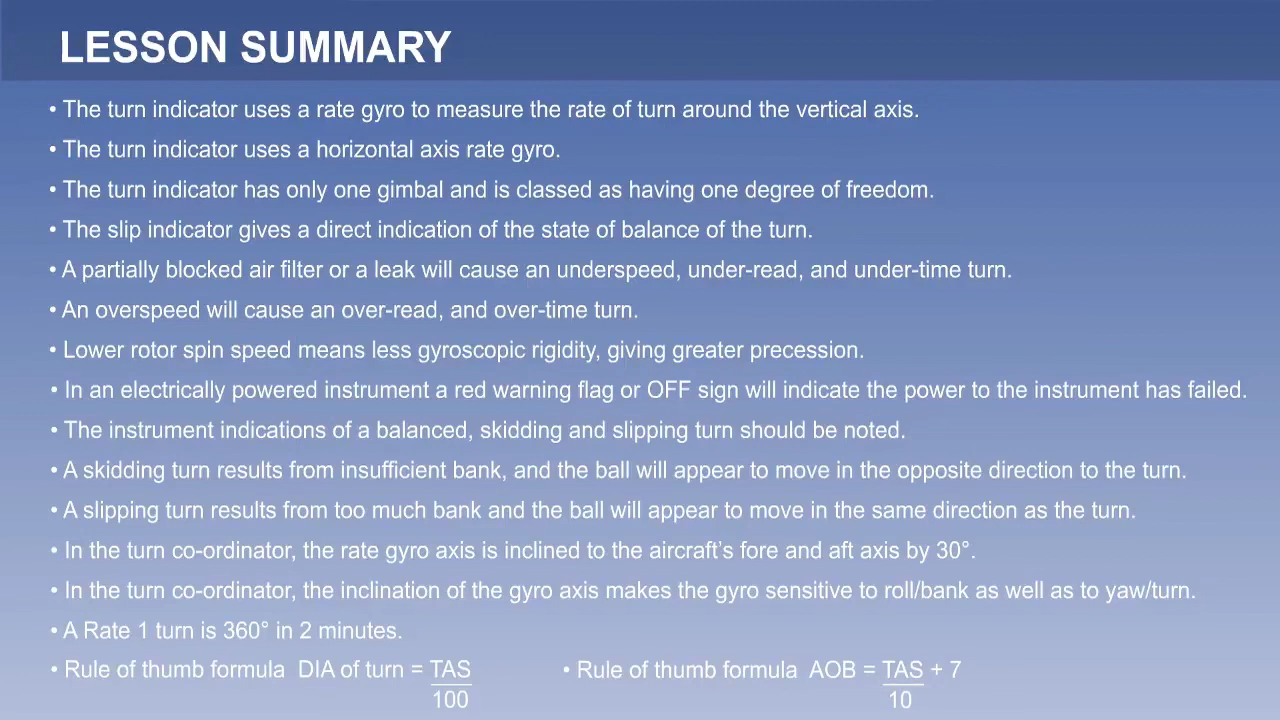 LESSON SUMMARY
• The turn indicator uses a rate gyro to measure the rate of turn around the vertical axis.
• The turn indicator uses a horizontal axis rate gyro.
• The turn indicator has only one gimbal and is classed as having one degree of freedom.
• The slip indicator gives a direct indication of the state of balance of the turn.
• A partially blocked air filter or a leak will cause an underspeed, under-read, and under-time turn.
• An overspeed will cause an over-read, and over-time turn.
• Lower rotor spin speed means less gyroscopic rigidity, giving greater precession.
• In an electrically powered instrument a red warning flag or OFF sign will indicate the power to the instrument has failed.
• The instrument indications of a balanced, skidding and slipping turn should be noted.
• A skidding turn results from insufficient bank, and the ball will appear to move in the opposite direction to the turn.
• A slipping turn results from too much bank and the ball will appear to move in the same direction as the turn.
• In the turn co-ordinator, the rate gyro axis is inclined to the aircraft's fore and aft axis by 30°.
• In the turn co-ordinator, the inclination of the gyro axis makes the gyro sensitive to roll/bank as well as to yaw/turn.
• A Rate 1 turn is 360° in 2 minutes.
• Rule of thumb formula DIA of turn = TAS
100
• Rule of thumb formula AOB = TAS + 7
10